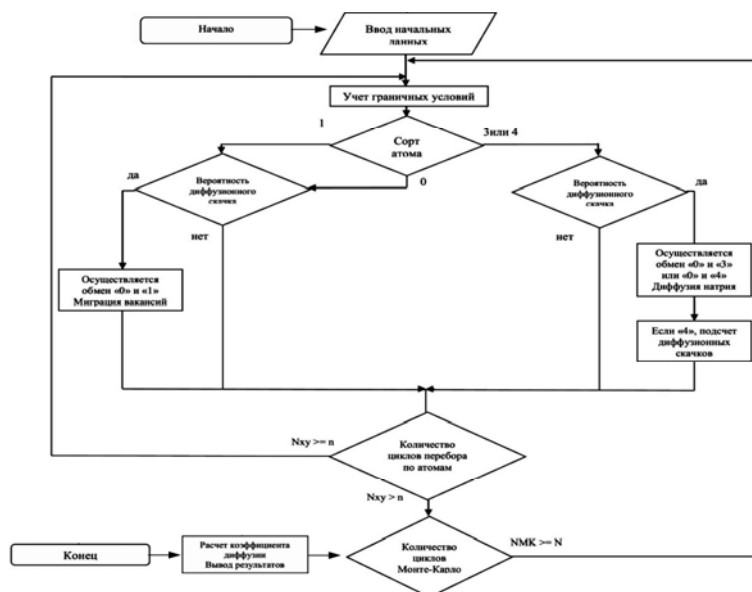 Начало
Ввод начальных
данных
Учет граничных условий
1
Сорт
атома
3или 4
0
да
Вероятность
диффузионного
скачка
нет
Вероятность
диффузионного
скачка
да
нет
Осуществляется
обмен «0» и «1»
Миграция вакансий
Осуществляется
обмен «0» и «3»
или «0» и «4»
Диффузия натрия
Если «4», подсчет
диффузионных
скачков
Nxy >= n
Количество
циклов перебора
по атомам
Nxy > n
Конец
Расчет коэффициента
диффузии
Вывод результатов
Количество
циклов
Монте-Карло
NMK >= N